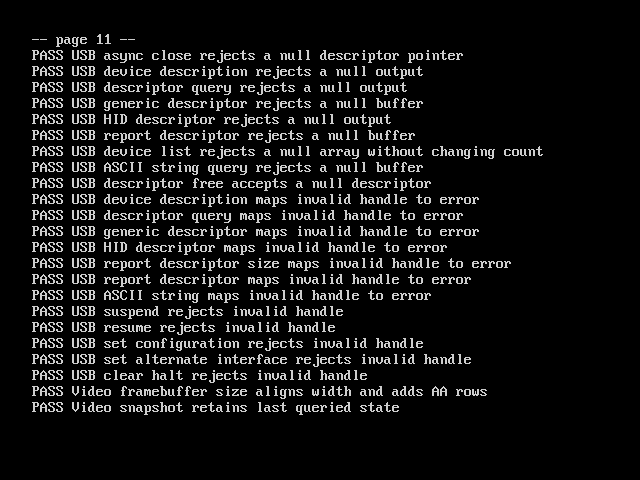 -- page 11 --
PASS USB async close rejects a null descriptor pointer
PASS USB device description rejects a null output
PASS USB descriptor query rejects a null output
PASS USB generic descriptor rejects a null buffer
PASS USB HID descriptor rejects a null output
PASS USB report descriptor rejects a null buffer
PASS USB device list rejects a null array without changing count
PASS USB ASCII string query rejects a null buffer
PASS USB descriptor free accepts a null descriptor
PASS USB device description maps invalid handle to error
PASS USB descriptor query maps invalid handle to error
PASS USB generic descriptor maps invalid handle to error
PASS USB HID descriptor maps invalid handle to error
PASS USB report descriptor size maps invalid handle to error
PASS USB report descriptor maps invalid handle to error
PASS USB ASCII string maps invalid handle to error
PASS USB suspend rejects invalid handle
PASS USB resume rejects invalid handle
PASS USB set configuration rejects invalid handle
PASS USB set alternate interface rejects invalid handle
PASS USB clear halt rejects invalid handle
PASS Video framebuffer size aligns width and adds AA rows
PASS Video snapshot retains last queried state